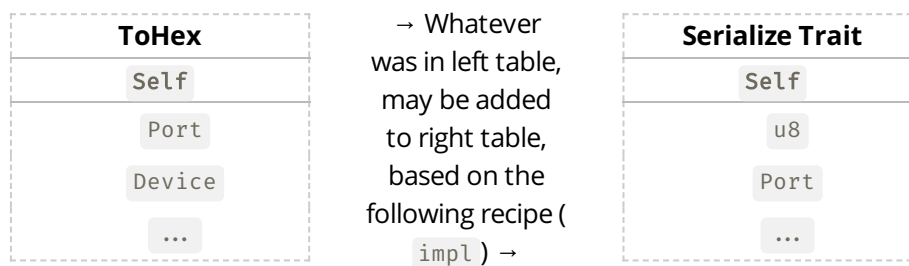 ToHex
Self
Port
Device
...
→ Whatever
was in left table,
may be added
to right table,
based on the
following recipe (
impl ) →
Serialize Trait
Self
u8
Port
...